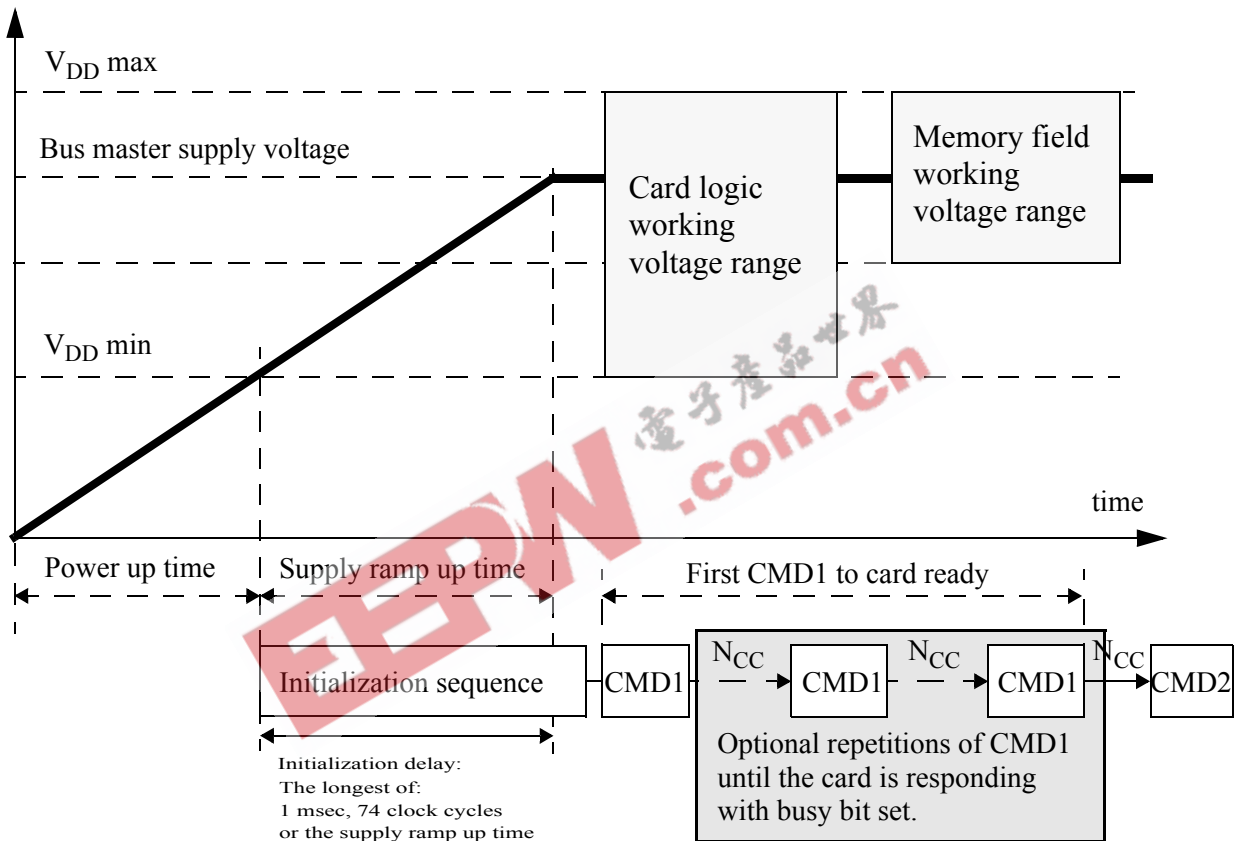 V_DD max
Bus master supply voltage
V_DD min
Card logic
working
voltage range
Memory field
working
voltage range
電子產品世界
EEPW
.com.cn
time
Power up time
Supply ramp up time
First CMD1 to card ready
Initialization sequence
CMD1
N_CC
CMD1
N_CC
CMD1
N_CC
CMD2
Optional repetitions of CMD1
until the card is responding
with busy bit set.
Initialization delay:
The longest of:
1 msec, 74 clock cycles
or the supply ramp up time